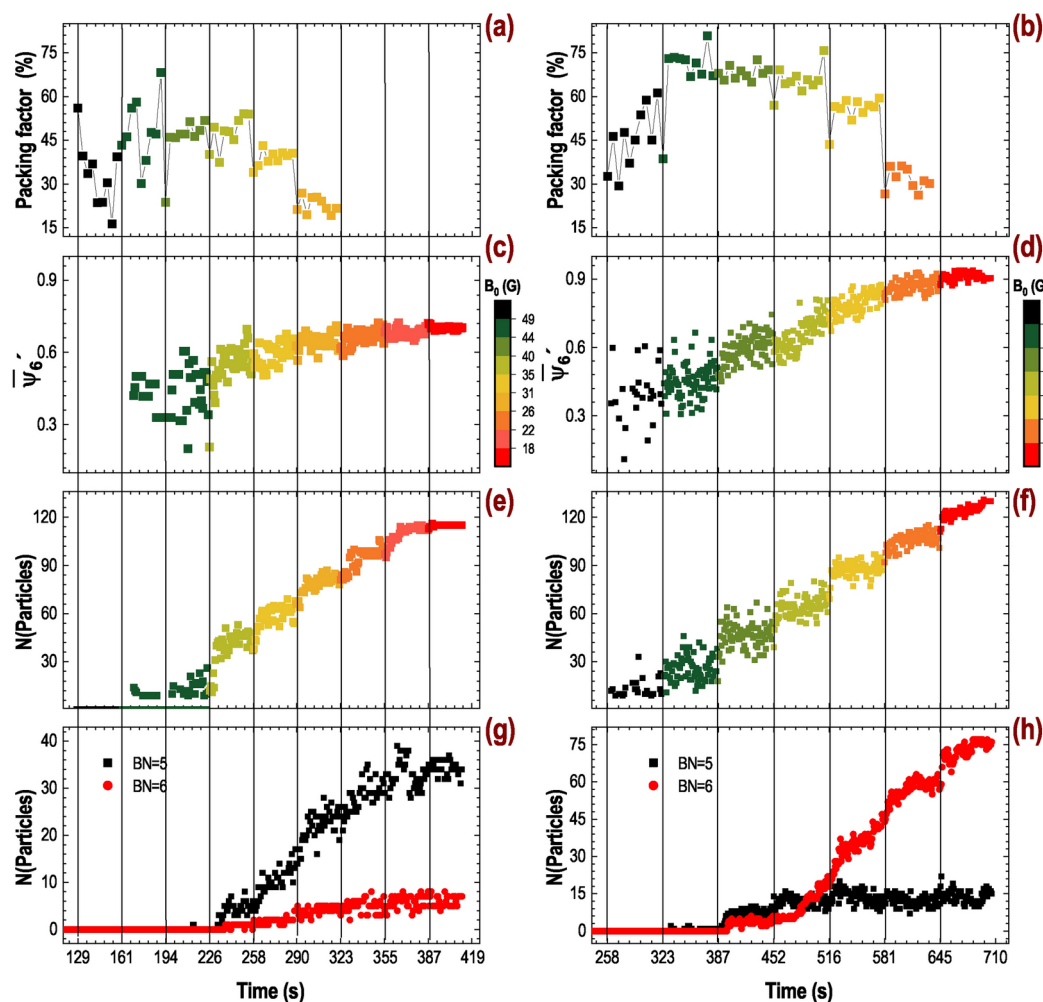 (a)
Packing factor (%)
75
60
45
30
15
(b)
Packing factor (%)
75
60
45
30
15
(c)
Ψ̅₆´
0.9
0.6
0.3
B₀ (G)
49
44
40
35
31
26
22
18
(d)
Ψ̅₆´
0.9
0.6
0.3
B₀ (G
(e)
N(Particles)
120
90
60
30
(f)
N(Particles)
120
90
60
30
(g)
N(Particles)
40
30
20
10
0
BN=5
BN=6
129 161 194 226 258 290 323 355 387 419
Time (s)
(h)
N(Particles)
75
60
45
30
15
0
BN=5
BN=6
258 323 387 452 516 581 645 710
Time (s)